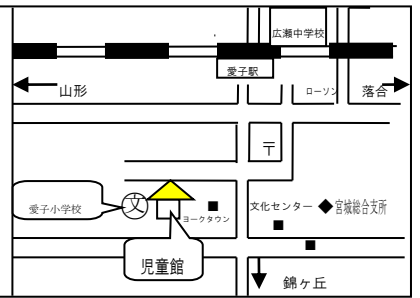 広瀬中学校
愛子駅
山形
ローソン
落合
〒
愛子小学校
文
ヨークタウン
文化センター
宮城総合支所
児童館
錦ヶ丘